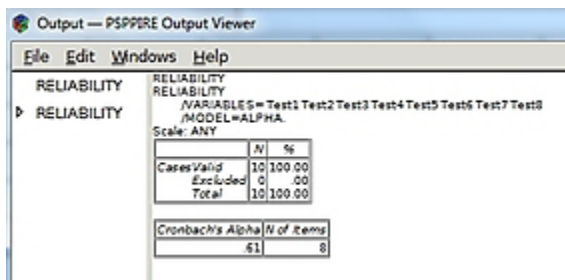 Output — PSPPIRE Output Viewer
File Edit Windows Help
RELIABILITY
RELIABILITY
RELIABILITY
RELIABILITY
/VARIABLES= Test1 Test2 Test3 Test4 Test5 Test6 Test7 Test8
/MODEL=ALPHA.
Scale: ANY
N %
Cases Valid 10 100.00
Excluded 0 .00
Total 10 100.00
Cronbach's Alpha N of Items
.61 8